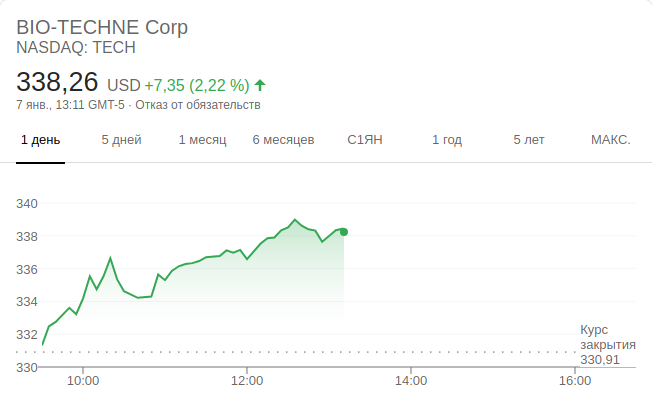 BIO-TECHNE Corp
NASDAQ: TECH
338,26 USD +7,35 (2,22 %)
7 янв., 13:11 GMT-5 · Отказ от обязательств
1 день 5 дней 1 месяц 6 месяцев С1ЯН 1 год 5 лет МАКС.
340
338
336
334
332
330
Курс
закрытия
330,91
10:00 12:00 14:00 16:00